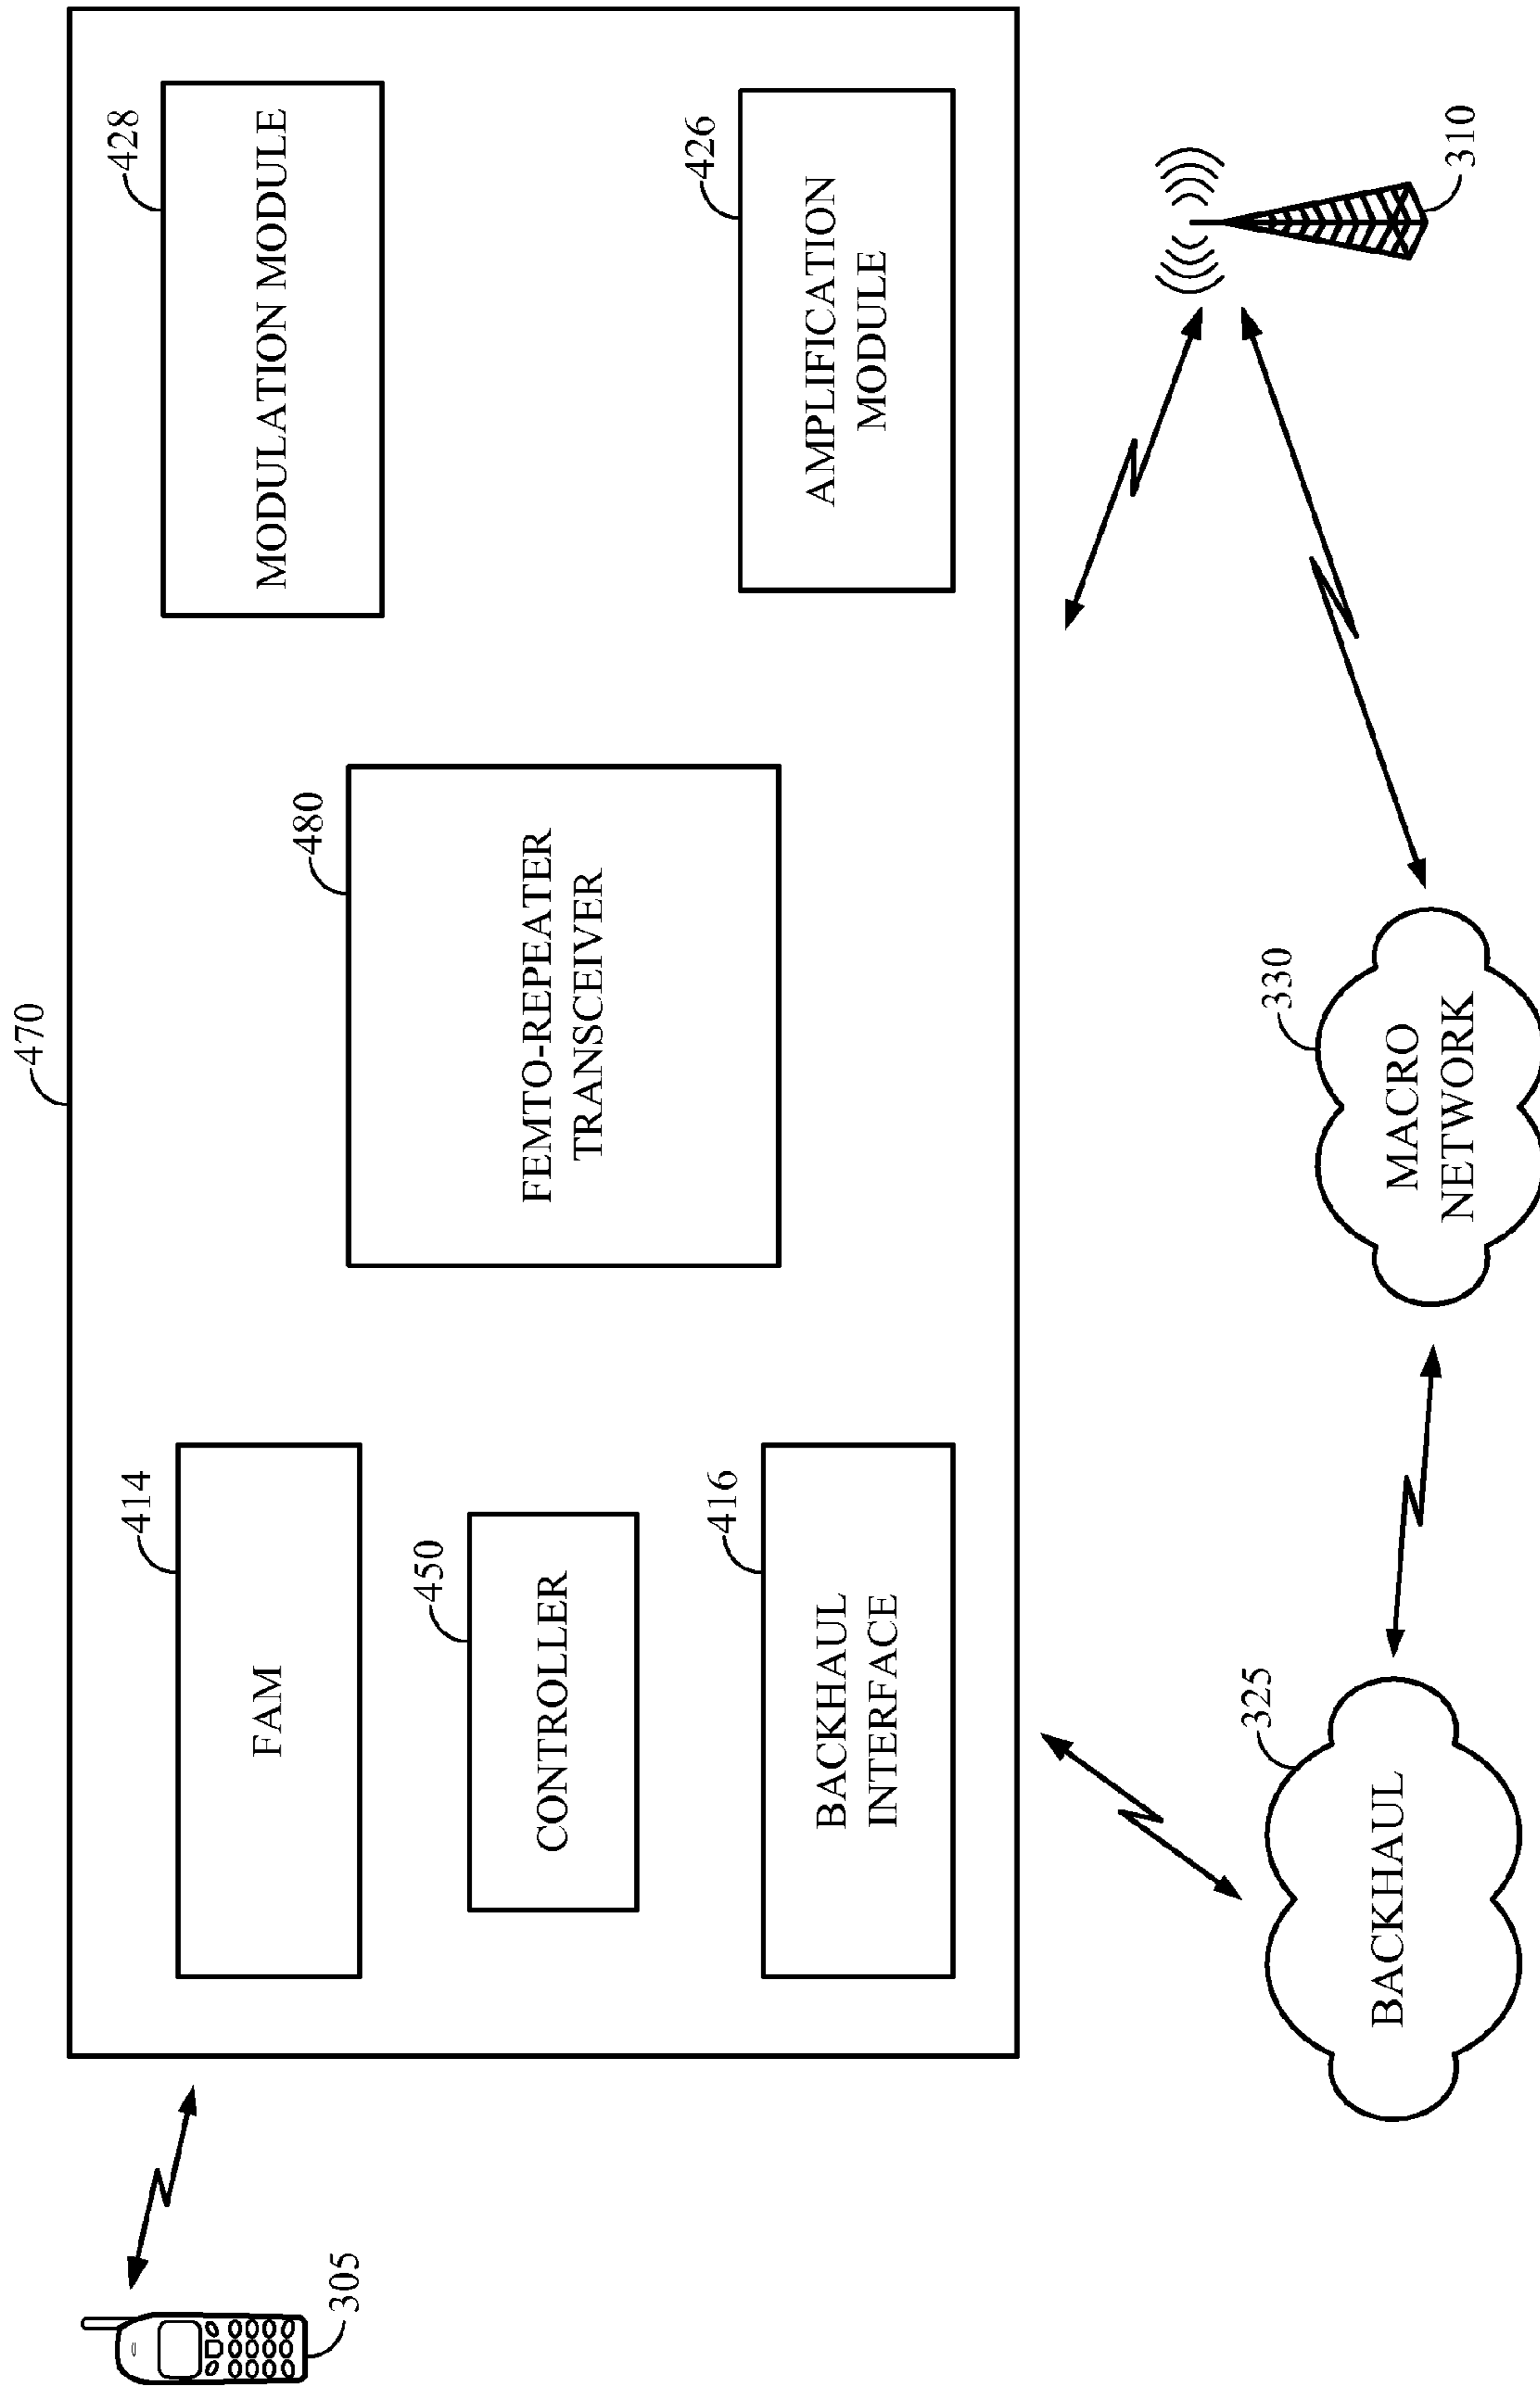 470
414
FAM
450
CONTROLLER
416
BACKHAUL
INTERFACE
480
FEMTO-REPEATER
TRANSCEIVER
428
MODULATION MODULE
426
AMPLIFICATION
MODULE
305
325
BACKHAUL
330
MACRO
NETWORK
310